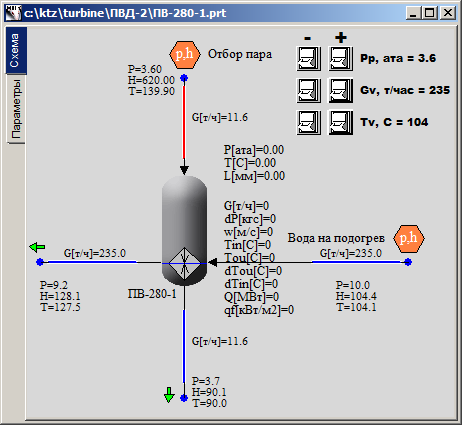 c:\ktz\turbine\ПВД-2\ПВ-280-1.prt
Схема
Параметры
p,h
Отбор пара
- +
Pp, ата = 3.6
Gv, т/час = 235
Tv, C = 104
P=3.60
H=620.00
T=139.90
G[т/ч]=11.6
P[ата]=0.00
T[C]=0.00
L[мм]=0.00
G[т/ч]=0
dP[кгс]=0
w[м/с]=0
Tin[C]=0
Tou[C]=0
dTou[C]=0
dTin[C]=0
Q[МВт]=0
qf[кВт/м2]=0
Вода на подогрев
p,h
G[т/ч]=235.0
G[т/ч]=235.0
P=9.2
H=128.1
T=127.5
ПВ-280-1
P=10.0
H=104.4
T=104.1
G[т/ч]=11.6
P=3.7
H=90.1
T=90.0